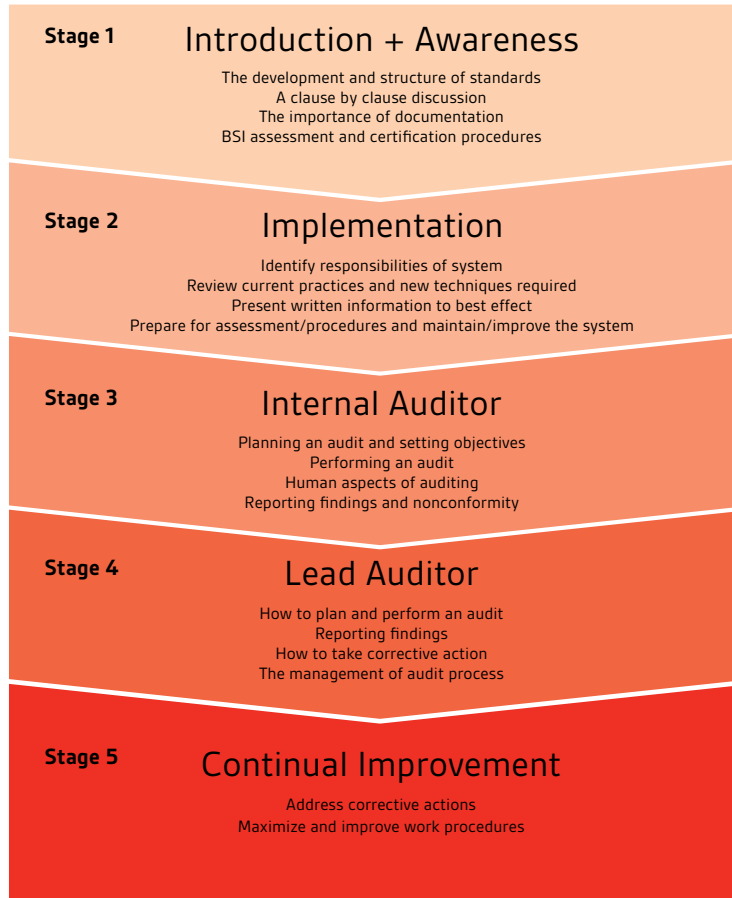 Stage 1
Introduction + Awareness
The development and structure of standards
A clause by clause discussion
The importance of documentation
BSI assessment and certification procedures
Stage 2
Implementation
Identify responsibilities of system
Review current practices and new techniques required
Present written information to best effect
Prepare for assessment/procedures and maintain/improve the system
Stage 3
Internal Auditor
Planning an audit and setting objectives
Performing an audit
Human aspects of auditing
Reporting findings and nonconformity
Stage 4
Lead Auditor
How to plan and perform an audit
Reporting findings
How to take corrective action
The management of audit process
Stage 5
Continual Improvement
Address corrective actions
Maximize and improve work procedures